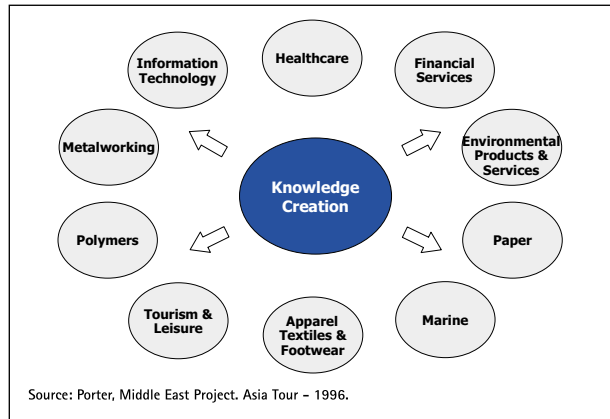 Information
Technology
Healthcare
Financial
Services
Metalworking
Environmental
Products &
Services
Knowledge
Creation
Polymers
Paper
Tourism &
Leisure
Apparel
Textiles &
Footwear
Marine
Source: Porter, Middle East Project. Asia Tour - 1996.